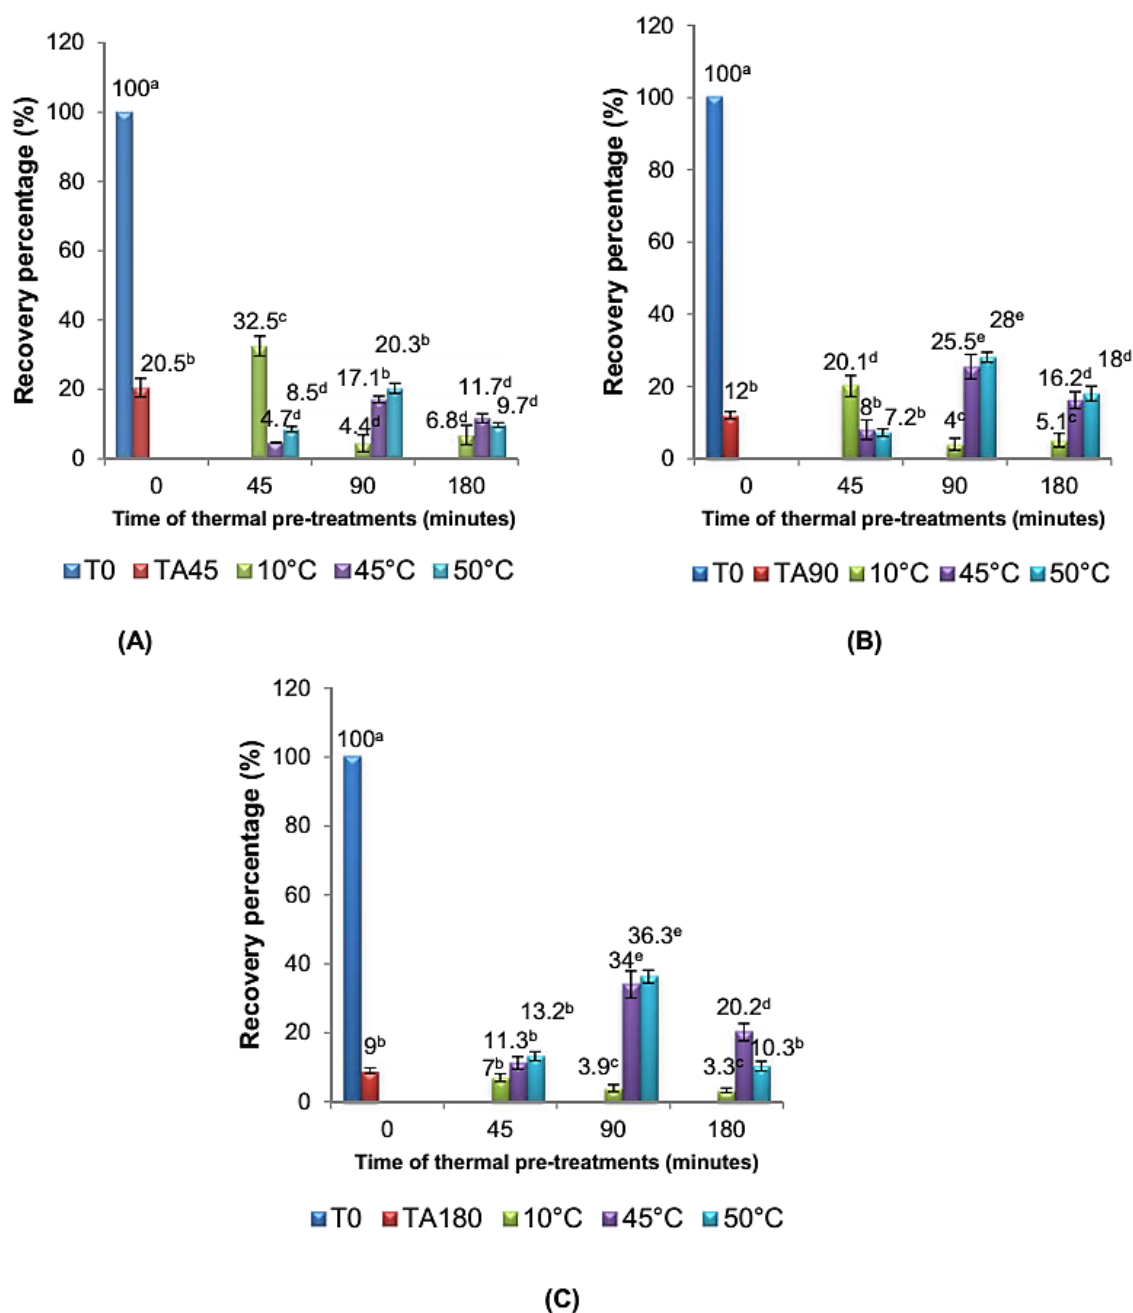 120
100
80
60
40
20
0
Recovery percentage (%)
100ᵃ
20.5ᵇ
32.5ᶜ
4.7ᵈ
8.5ᵈ
4.4ᵈ
17.1ᵇ
20.3ᵇ
6.8ᵈ
11.7ᵈ
9.7ᵈ
0 45 90 180
Time of thermal pre-treatments (minutes)
T0 TA45 10°C 45°C 50°C
(A)
120
100
80
60
40
20
0
Recovery percentage (%)
100ᵃ
12ᵇ
20.1ᵈ
8ᵇ
7.2ᵇ
4ᶜ
25.5ᵉ
28ᵉ
5.1ᶜ
16.2ᵈ
18ᵈ
0 45 90 180
Time of thermal pre-treatments (minutes)
T0 TA90 10°C 45°C 50°C
(B)
120
100
80
60
40
20
0
Recovery percentage (%)
100ᵃ
9ᵇ
7ᵇ
11.3ᵇ
13.2ᵇ
3.9ᶜ
34ᵉ
36.3ᵉ
3.3ᶜ
20.2ᵈ
10.3ᵇ
0 45 90 180
Time of thermal pre-treatments (minutes)
T0 TA180 10°C 45°C 50°C
(C)